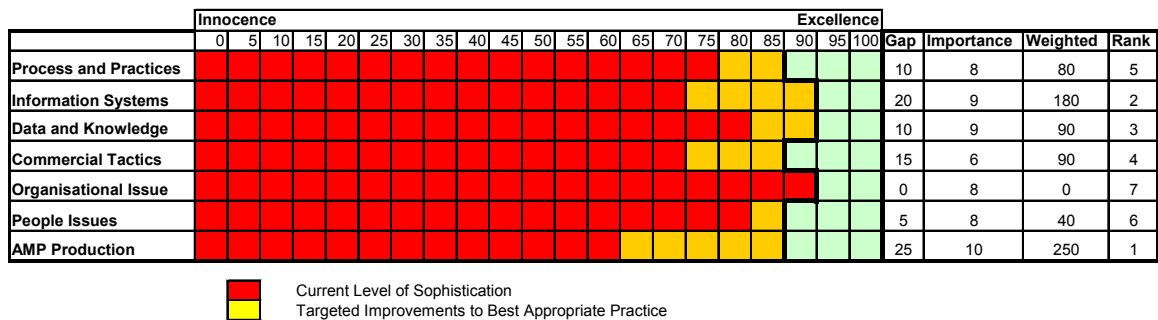 Innocence Excellence
0 5 10 15 20 25 30 35 40 45 50 55 60 65 70 75 80 85 90 95 100 Gap Importance Weighted Rank
Process and Practices 10 8 80 5
Information Systems 20 9 180 2
Data and Knowledge 10 9 90 3
Commercial Tactics 15 6 90 4
Organisational Issue 0 8 0 7
People Issues 5 8 40 6
AMP Production 25 10 250 1
Current Level of Sophistication
Targeted Improvements to Best Appropriate Practice